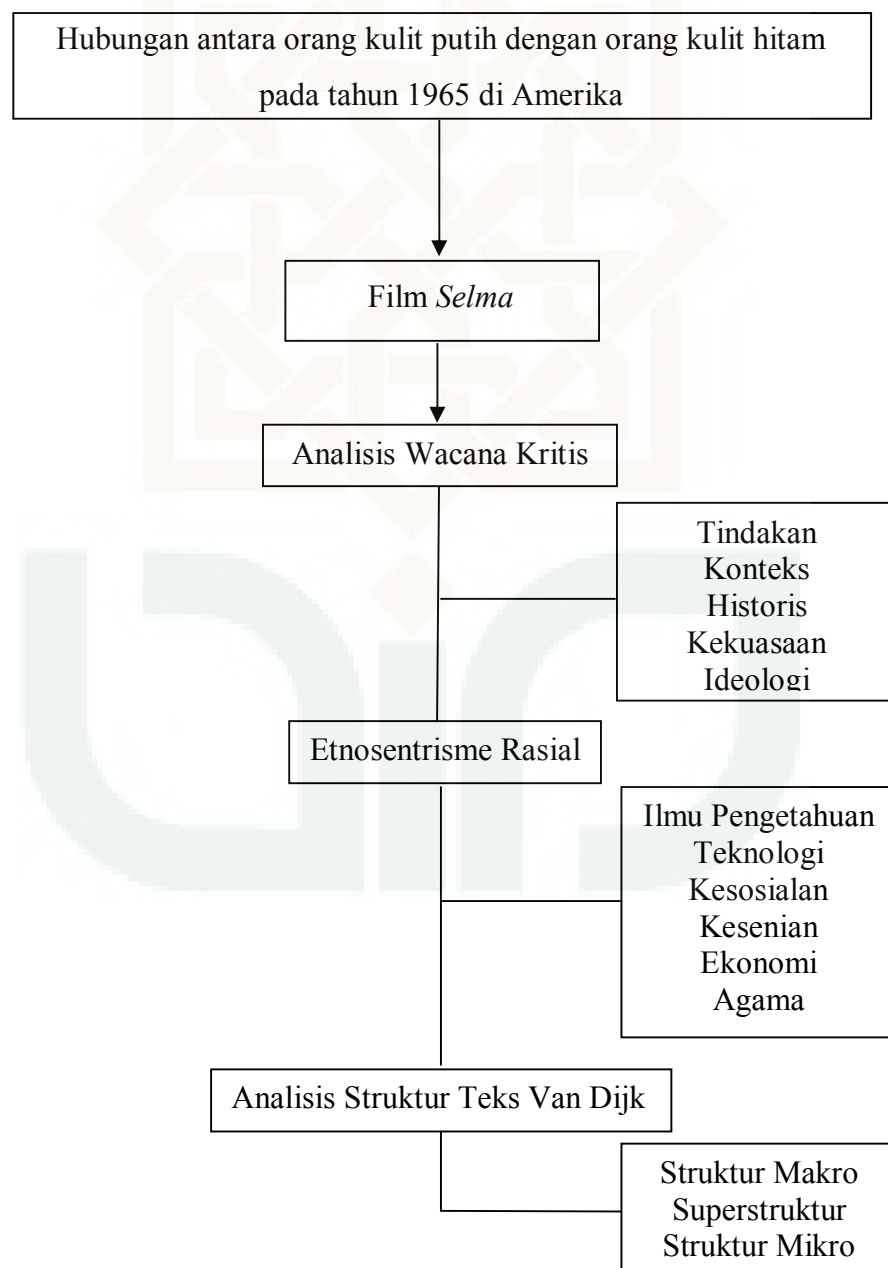 Hubungan antara orang kulit putih dengan orang kulit hitam
pada tahun 1965 di Amerika
Film Selma
Analisis Wacana Kritis
Tindakan
Konteks
Historis
Kekuasaan
Ideologi
Etnosentrisme Rasial
Ilmu Pengetahuan
Teknologi
Kesosialan
Kesenian
Ekonomi
Agama
Analisis Struktur Teks Van Dijk
Struktur Makro
Superstruktur
Struktur Mikro